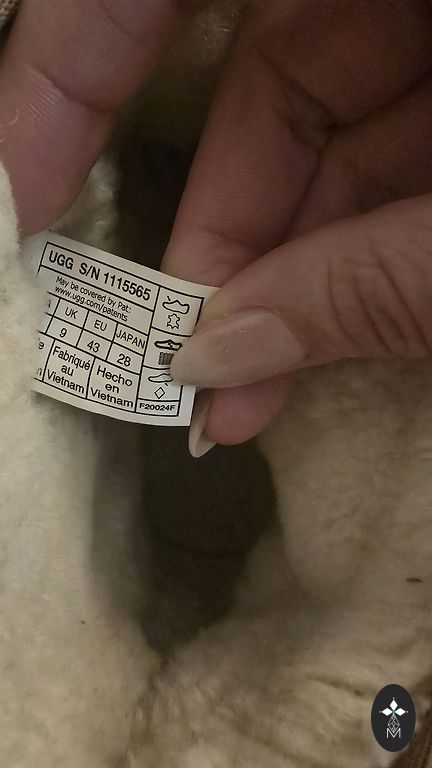 UGG S/N 1115565
May be covered by Pat:
www.ugg.com/patents
UK EU JAPAN
9 43 28
Fabriqué Hecho
au en
Vietnam Vietnam
F20024F
M